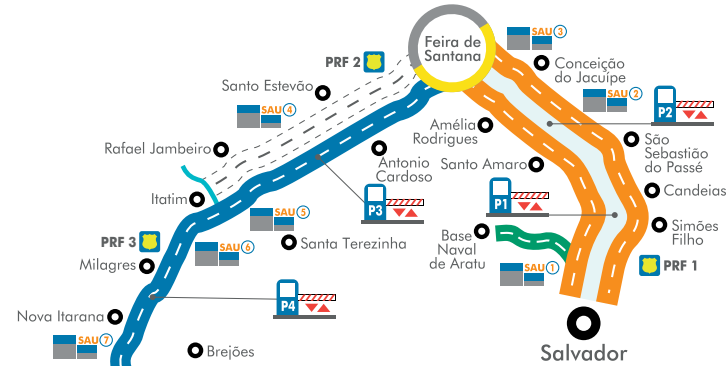 Feira de
Santana
SAU 3
PRF 2
Conceição
do Jacuípe
Santo Estevão
SAU 4
SAU 2
P2
Amélia
Rodrigues
São
Sebastião
do Passé
Rafael Jambeiro
Antonio
Cardoso
Santo Amaro
Candeias
Itatim
P3
P1
SAU 5
Simões
Filho
PRF 3
SAU 6
Santa Terezinha
Base
Naval
de Aratu
Milagres
SAU 1
PRF 1
P4
Nova Itarana
SAU 7
Brejões
Salvador